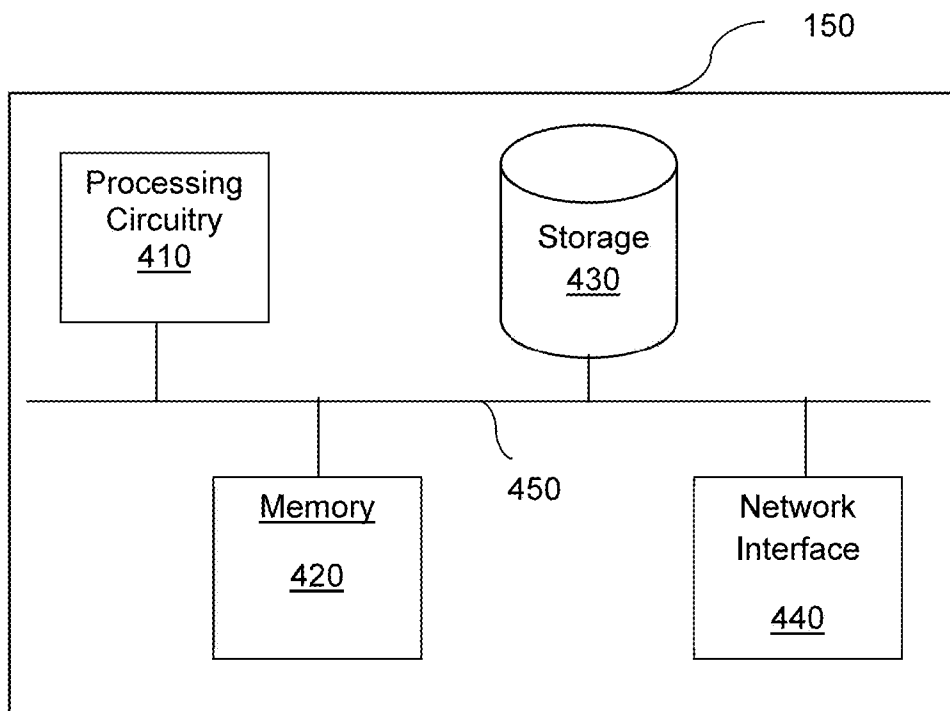 150
Processing
Circuitry
410
Storage
430
450
Memory
420
Network
Interface
440